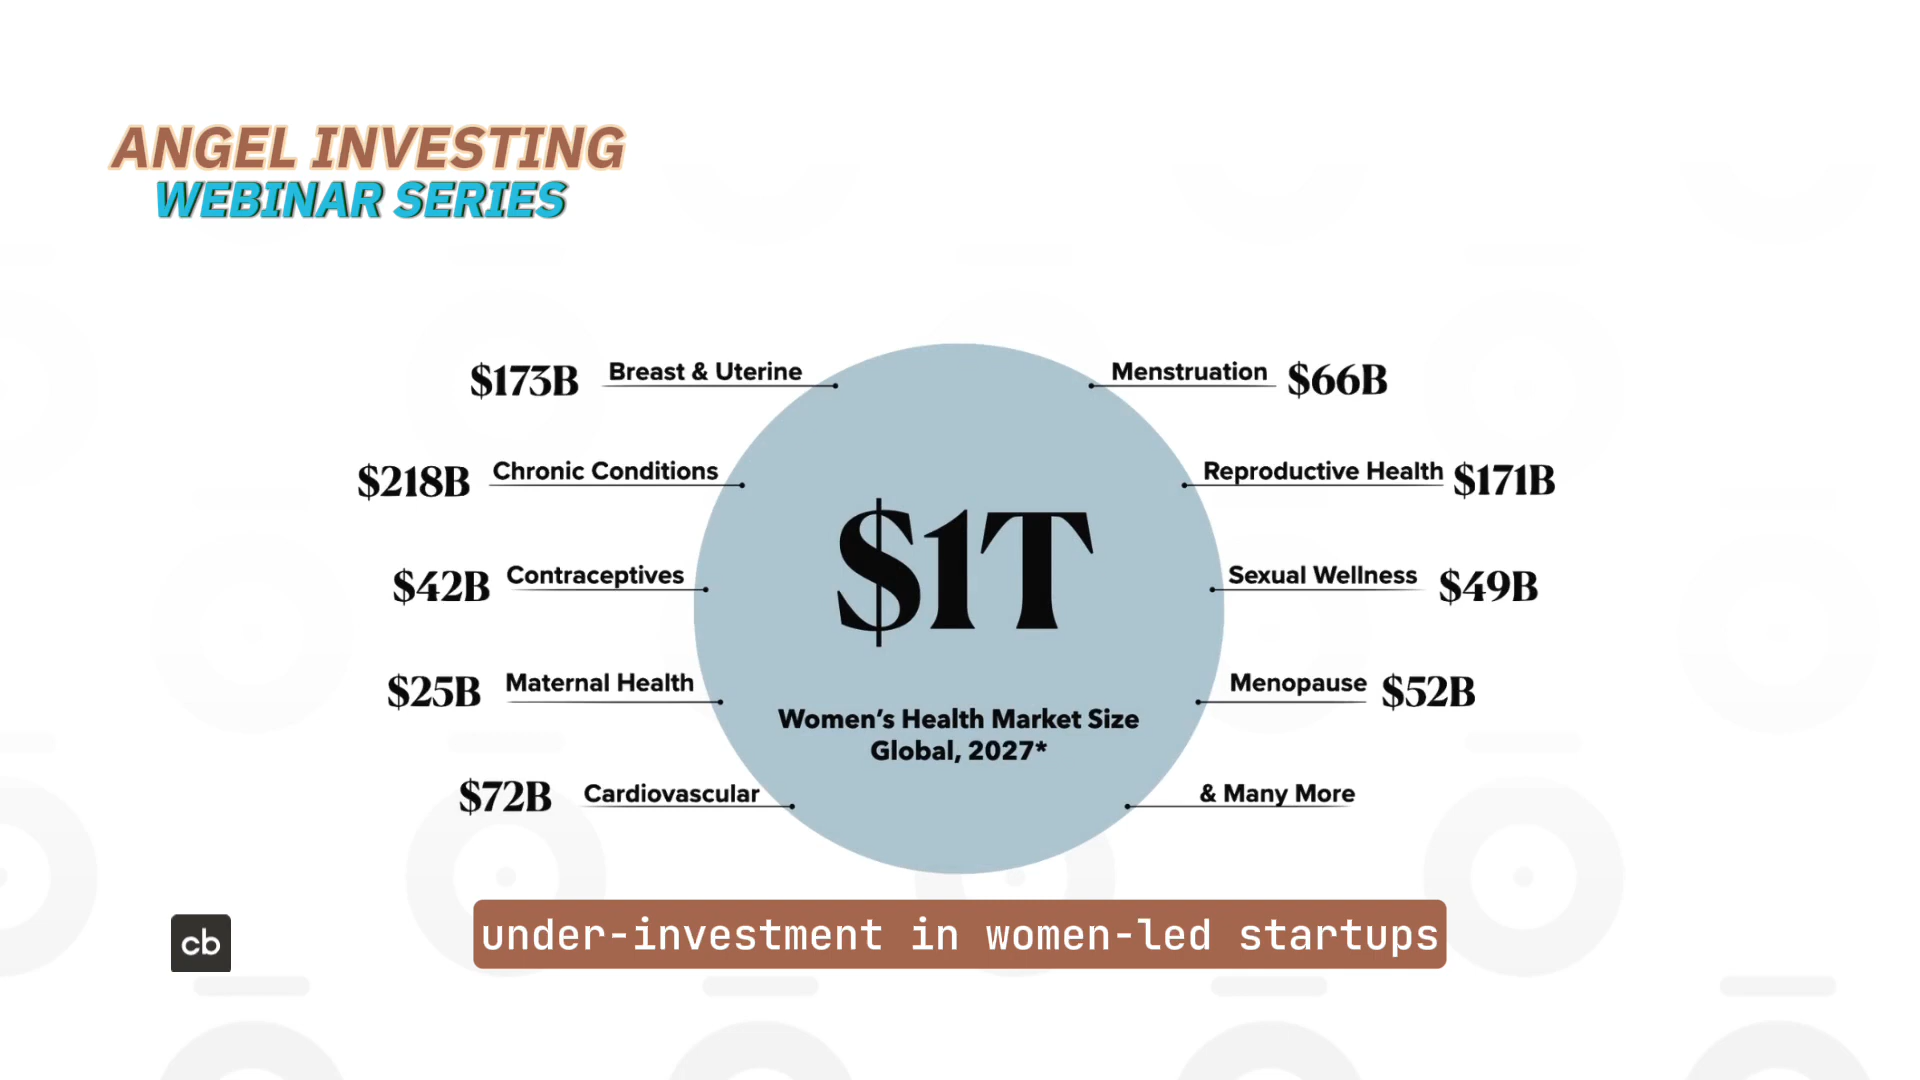 ANGEL INVESTING
WEBINAR SERIES
$173B Breast & Uterine
Menstruation $66B
$218B Chronic Conditions
Reproductive Health $171B
$1T
$42B Contraceptives
Sexual Wellness $49B
$25B Maternal Health
Menopause $52B
Women's Health Market Size
Global, 2027*
$72B Cardiovascular
& Many More
cb
under-investment in women-led startups